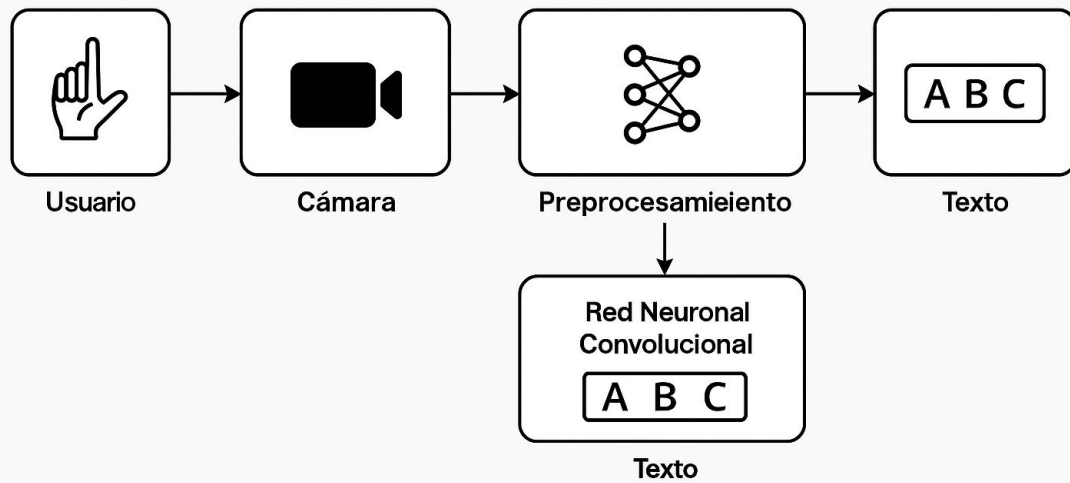 A B C
Usuario
Cámara
Preprocesamieiento
Texto
Red Neuronal
Convolucional
A B C
Texto